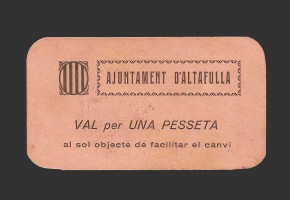 AJUNTAMENT D'ALTAFULLA
VAL per UNA PESSETA
al sol objecte de facilitar el canvi